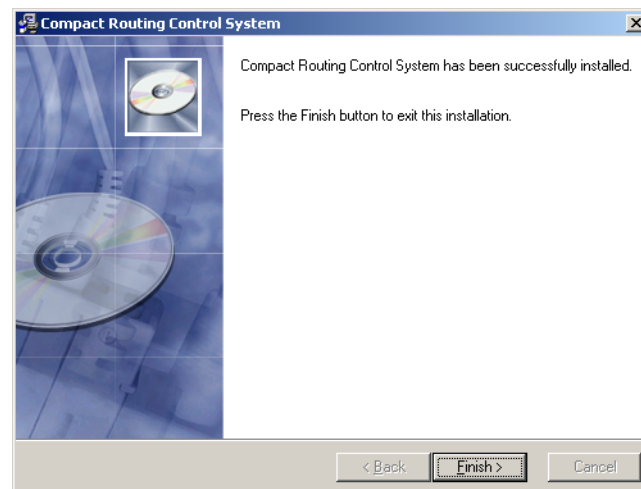 Compact Routing Control System
Compact Routing Control System has been successfully installed.
Press the Finish button to exit this installation.
< Back
Finish >
Cancel